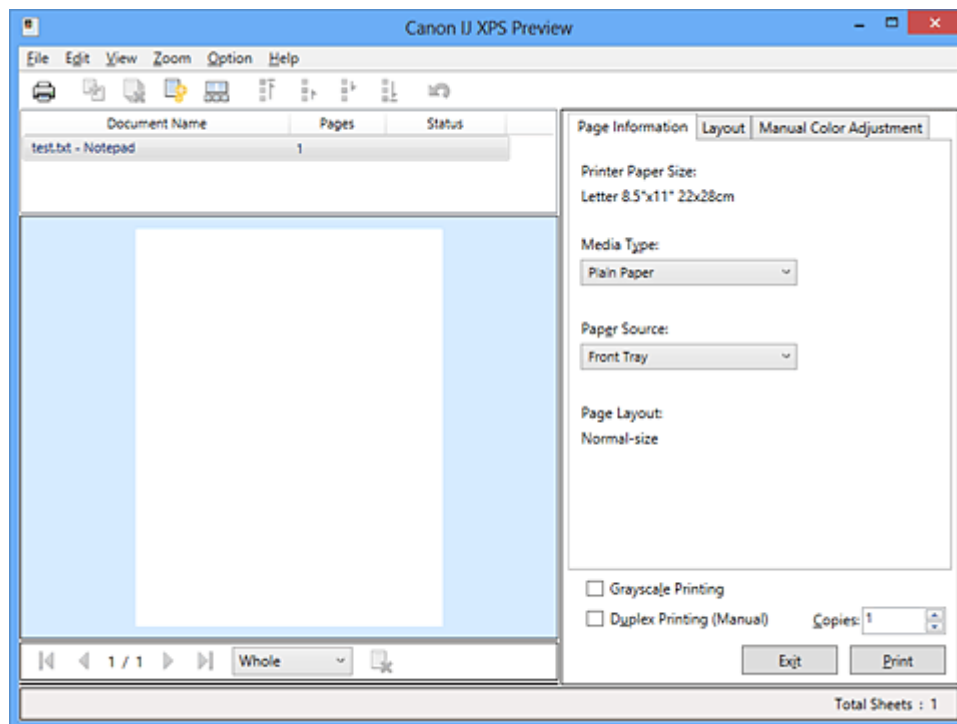 Canon IJ XPS Preview
File Edit View Zoom Option Help
Document Name Pages Status
test.txt - Notepad 1
Page Information Layout Manual Color Adjustment
Printer Paper Size:
Letter 8.5"x11" 22x28cm
Media Type:
Plain Paper
Paper Source:
Front Tray
Page Layout:
Normal-size
Grayscale Printing
Duplex Printing (Manual) Copies: 1
1 / 1 Whole
Exit Print
Total Sheets : 1